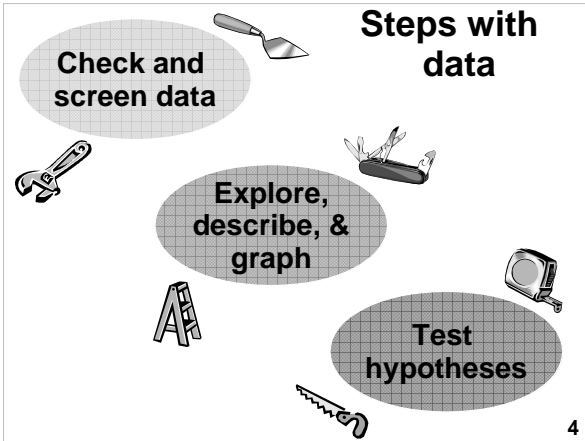 Steps with
data
Check and
screen data
Explore,
describe, &
graph
Test
hypotheses
4